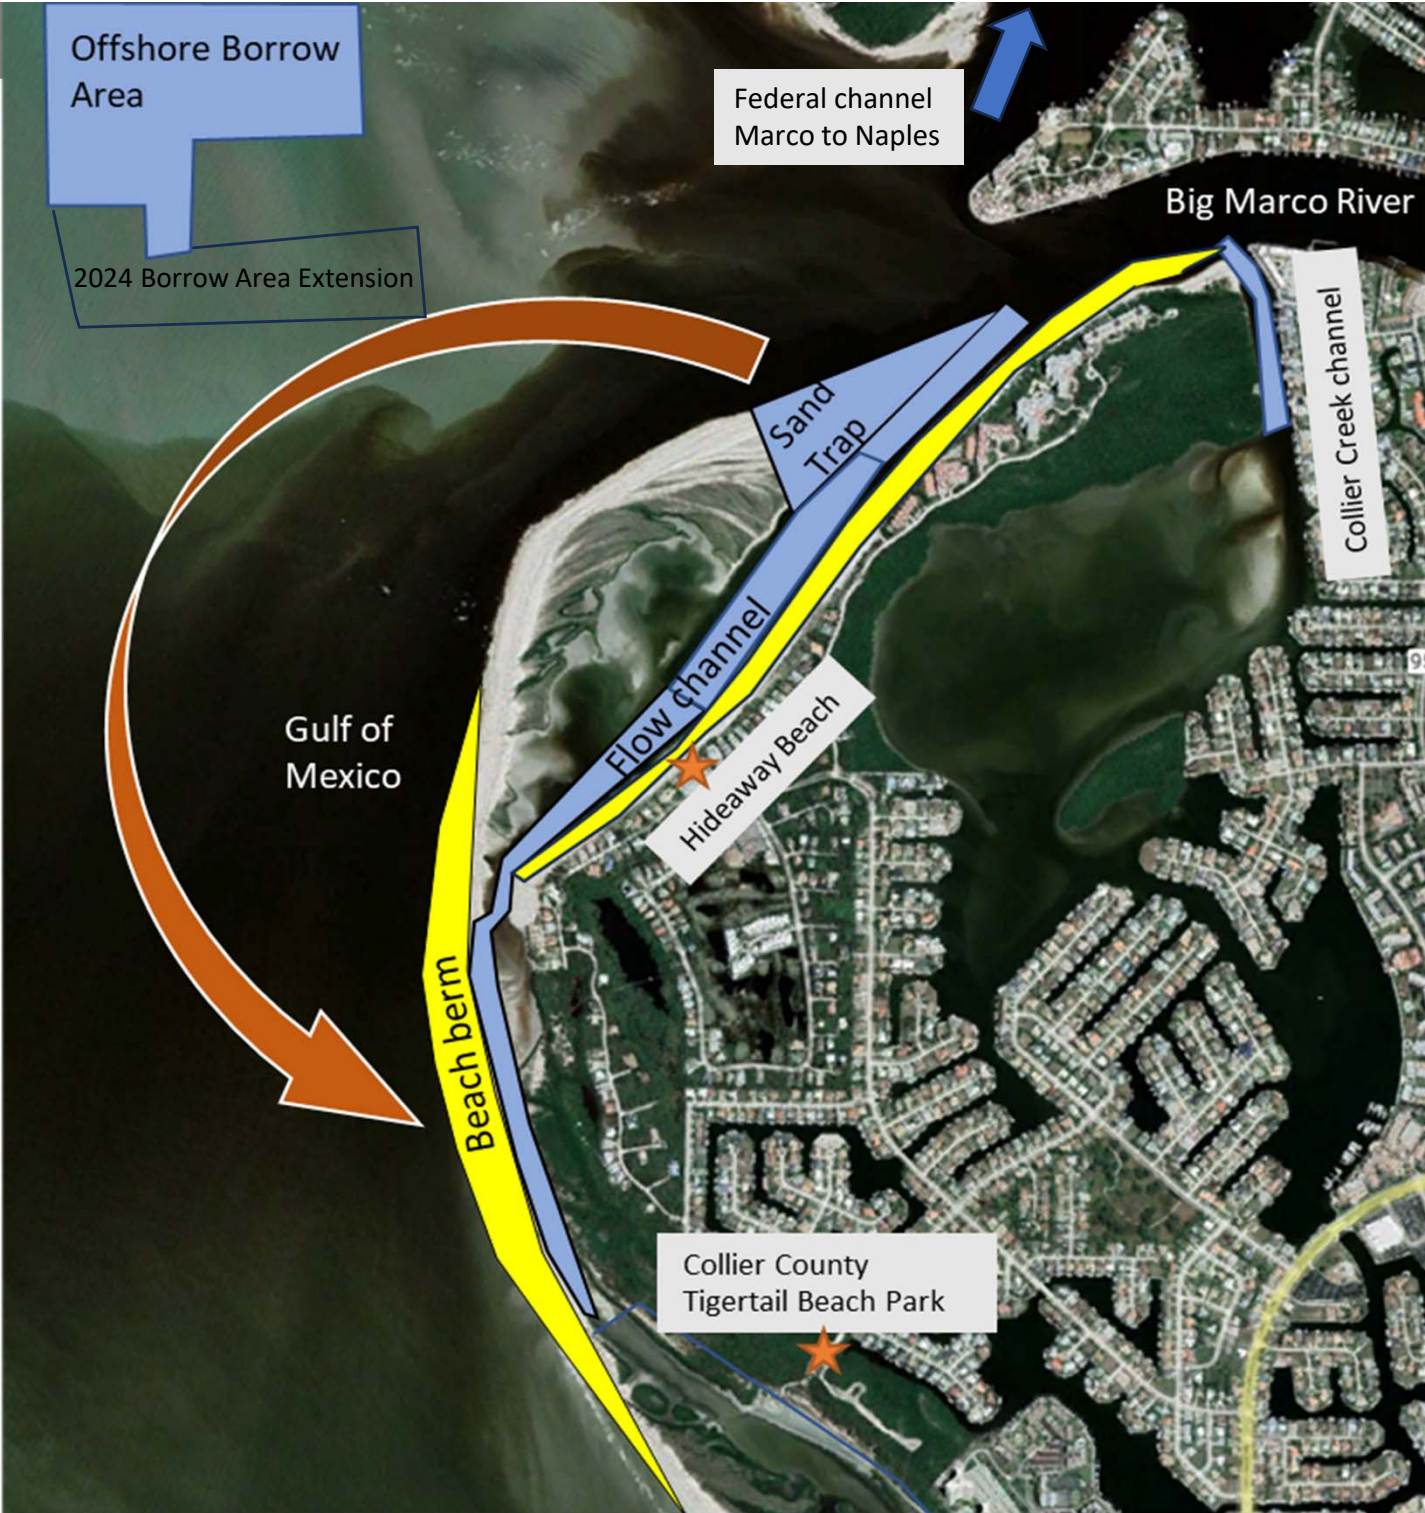 Offshore Borrow
Area
Federal channel
Marco to Naples
Big Marco River
2024 Borrow Area Extension
Collier Creek channel
Sand
Trap
Flow channel
Hideaway Beach
Gulf of
Mexico
Beach berm
Collier County
Tigertail Beach Park